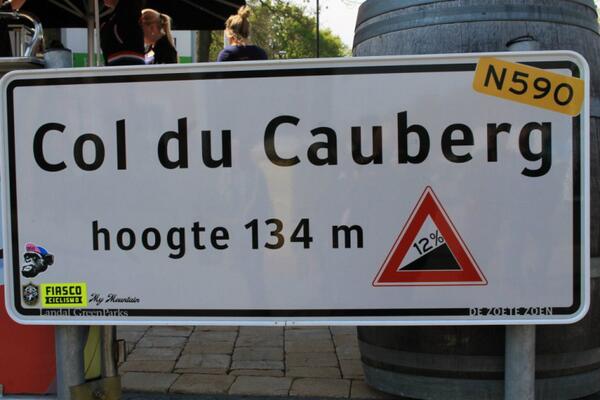 N590
Col du Cauberg
hoogte 134 m
12%
FIASCO
CICLISMO
My Mountain
Landal GreenParks
DE ZOETE ZOEN